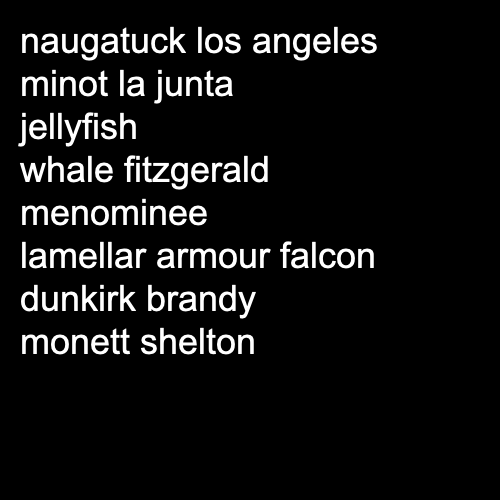 naugatuck los angeles
minot la junta
jellyfish
whale fitzgerald
menominee
lamellar armour falcon
dunkirk brandy
monett shelton